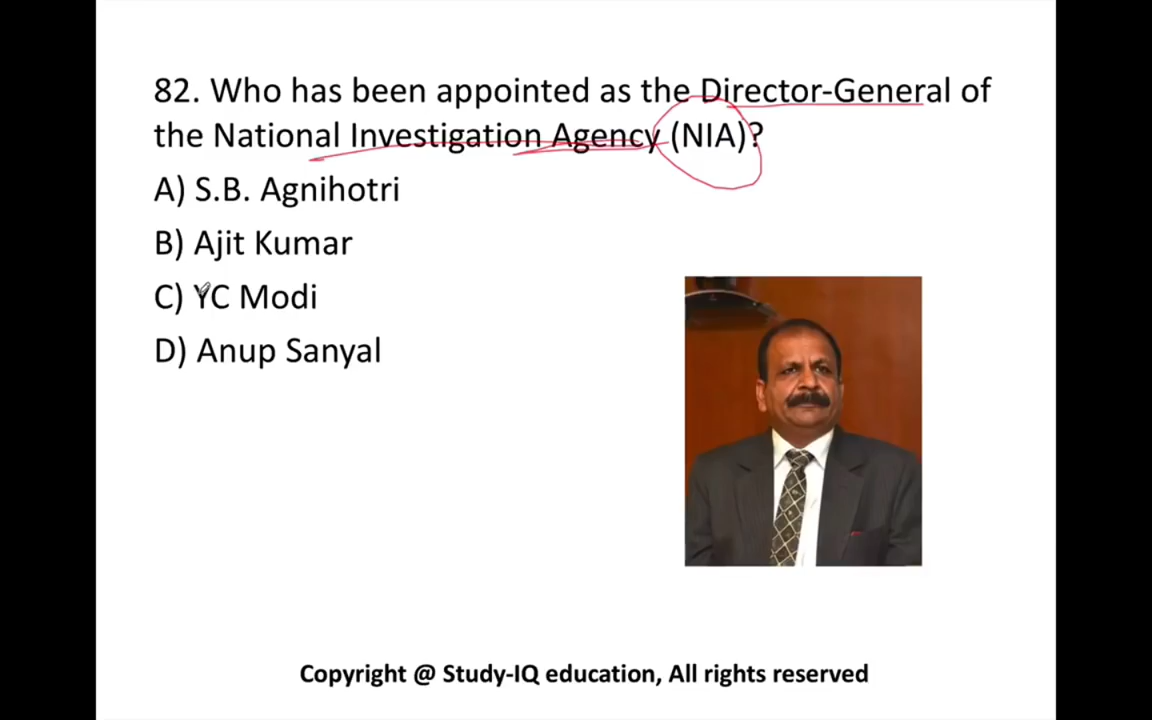 82. Who has been appointed as the Director-General of
the National Investigation Agency (NIA)?
A) S.B. Agnihotri
B) Ajit Kumar
C) YC Modi
D) Anup Sanyal
Copyright @ Study-IQ education, All rights reserved